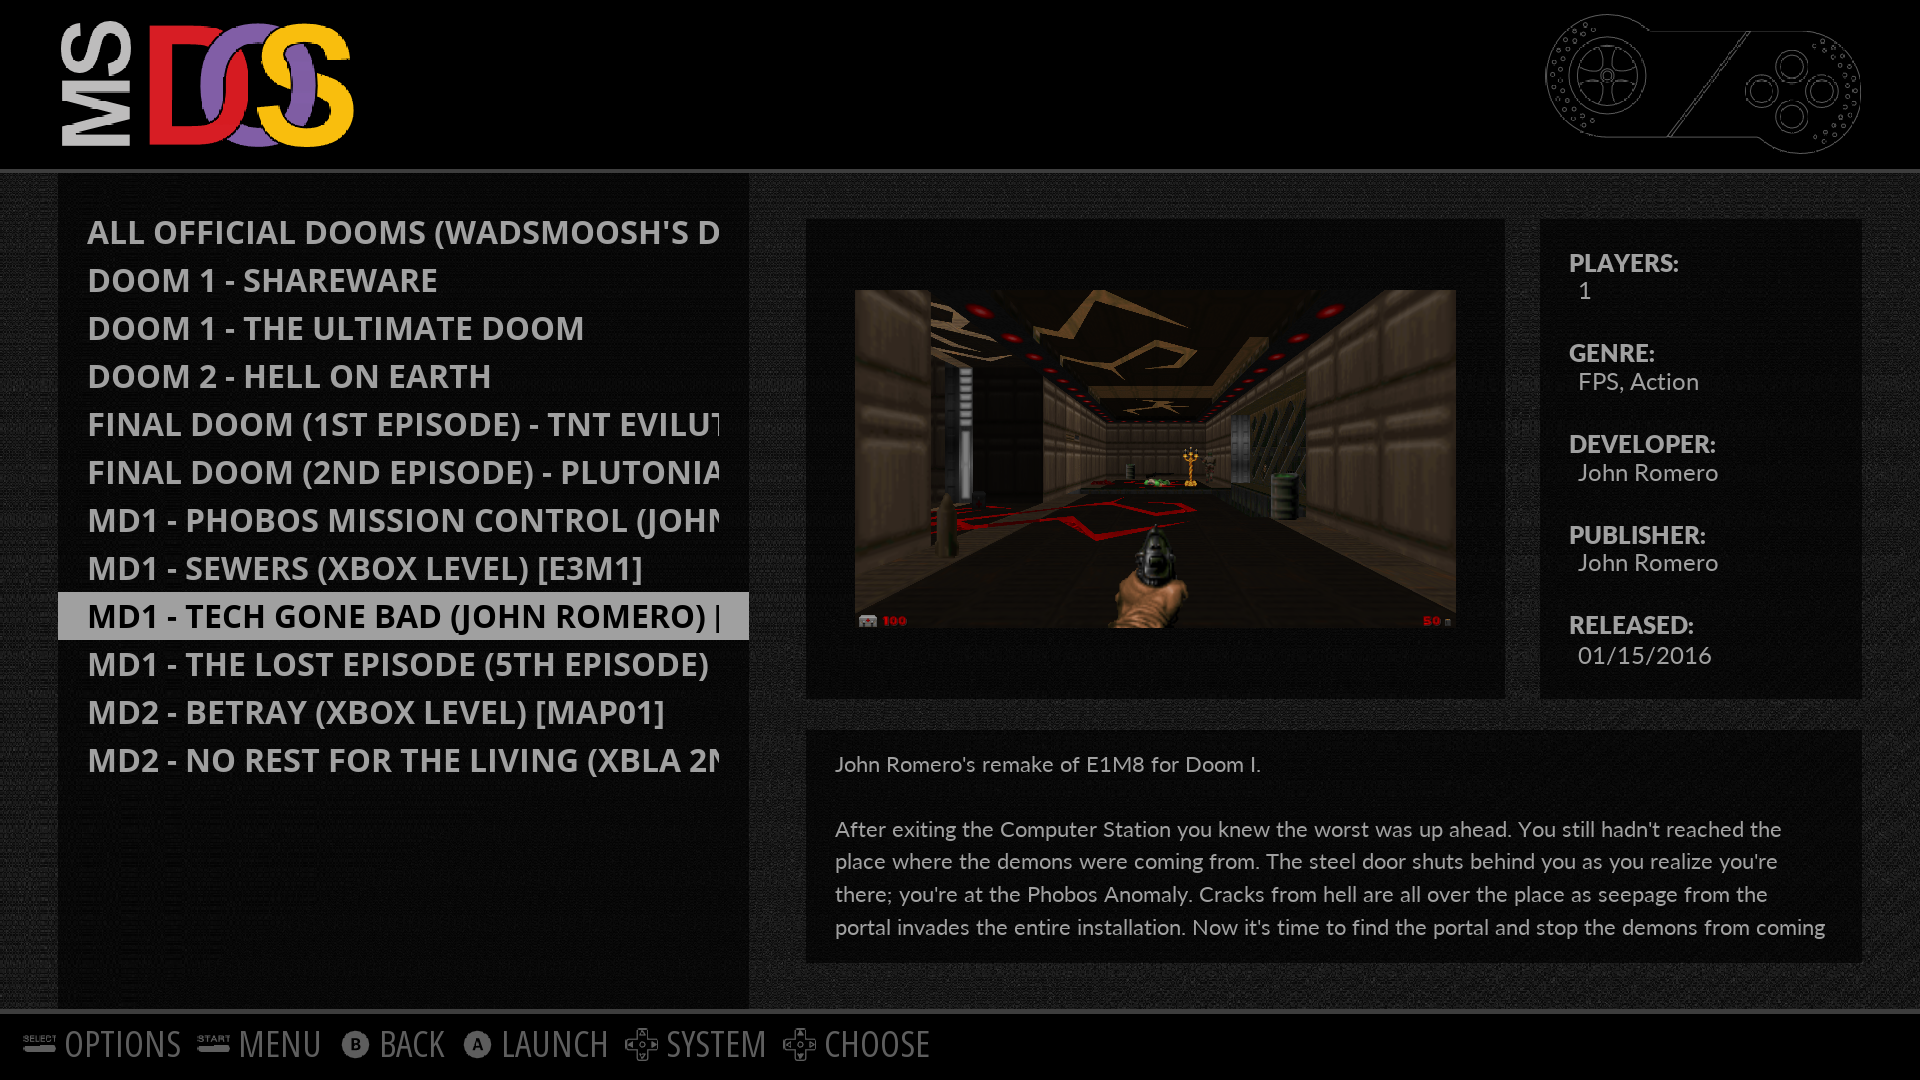 MS DOS
ALL OFFICIAL DOOMS (WADSMOOSH'S D
DOOM 1 - SHAREWARE
DOOM 1 - THE ULTIMATE DOOM
DOOM 2 - HELL ON EARTH
FINAL DOOM (1ST EPISODE) - TNT EVILUT
FINAL DOOM (2ND EPISODE) - PLUTONIA
MD1 - PHOBOS MISSION CONTROL (JOHN
MD1 - SEWERS (XBOX LEVEL) [E3M1]
MD1 - TECH GONE BAD (JOHN ROMERO) [
MD1 - THE LOST EPISODE (5TH EPISODE)
MD2 - BETRAY (XBOX LEVEL) [MAP01]
MD2 - NO REST FOR THE LIVING (XBLA 2N
100
50
PLAYERS:
1
GENRE:
FPS, Action
DEVELOPER:
John Romero
PUBLISHER:
John Romero
RELEASED:
01/15/2016
John Romero's remake of E1M8 for Doom I.
After exiting the Computer Station you knew the worst was up ahead. You still hadn't reached the
place where the demons were coming from. The steel door shuts behind you as you realize you're
there; you're at the Phobos Anomaly. Cracks from hell are all over the place as seepage from the
portal invades the entire installation. Now it's time to find the portal and stop the demons from coming
SELECT OPTIONS START MENU B BACK A LAUNCH SYSTEM CHOOSE